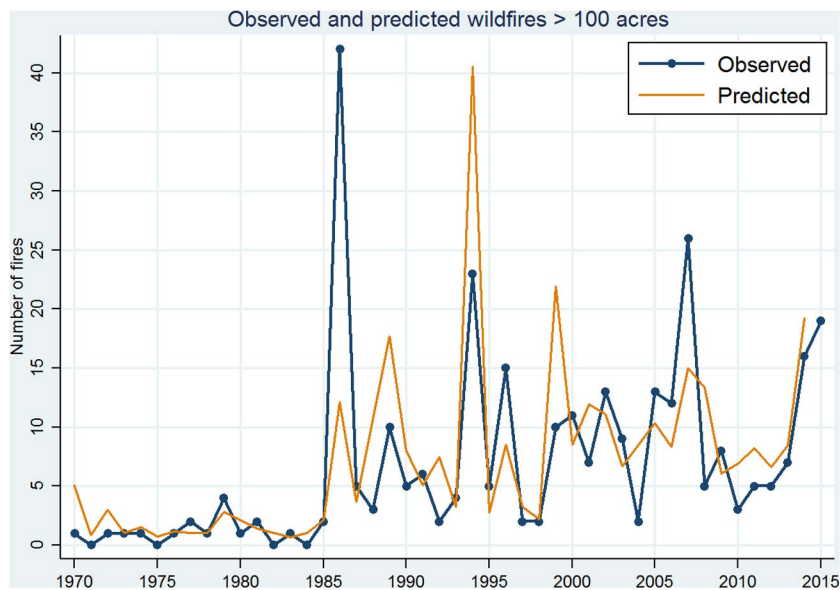 Observed and predicted wildfires > 100 acres
Observed
Predicted
Number of fires
40
35
30
25
20
15
10
5
0
1970 1975 1980 1985 1990 1995 2000 2005 2010 2015